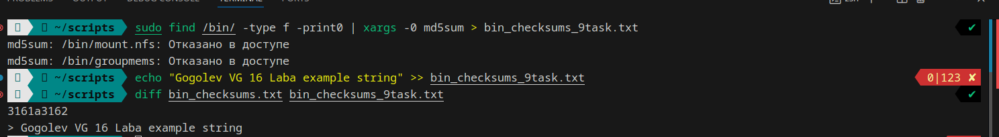 PROBLEMS OUTPUT DEBUG CONSOLE TERMINAL PORTS zsh
~/scripts sudo find /bin/ -type f -print0 | xargs -0 md5sum > bin_checksums_9task.txt ✔
md5sum: /bin/mount.nfs: Отказано в доступе
md5sum: /bin/groupmems: Отказано в доступе
~/scripts echo "Gogolev VG 16 Laba example string" >> bin_checksums_9task.txt 0|123 ✘
~/scripts diff bin_checksums.txt bin_checksums_9task.txt ✔
3161a3162
> Gogolev VG 16 Laba example string